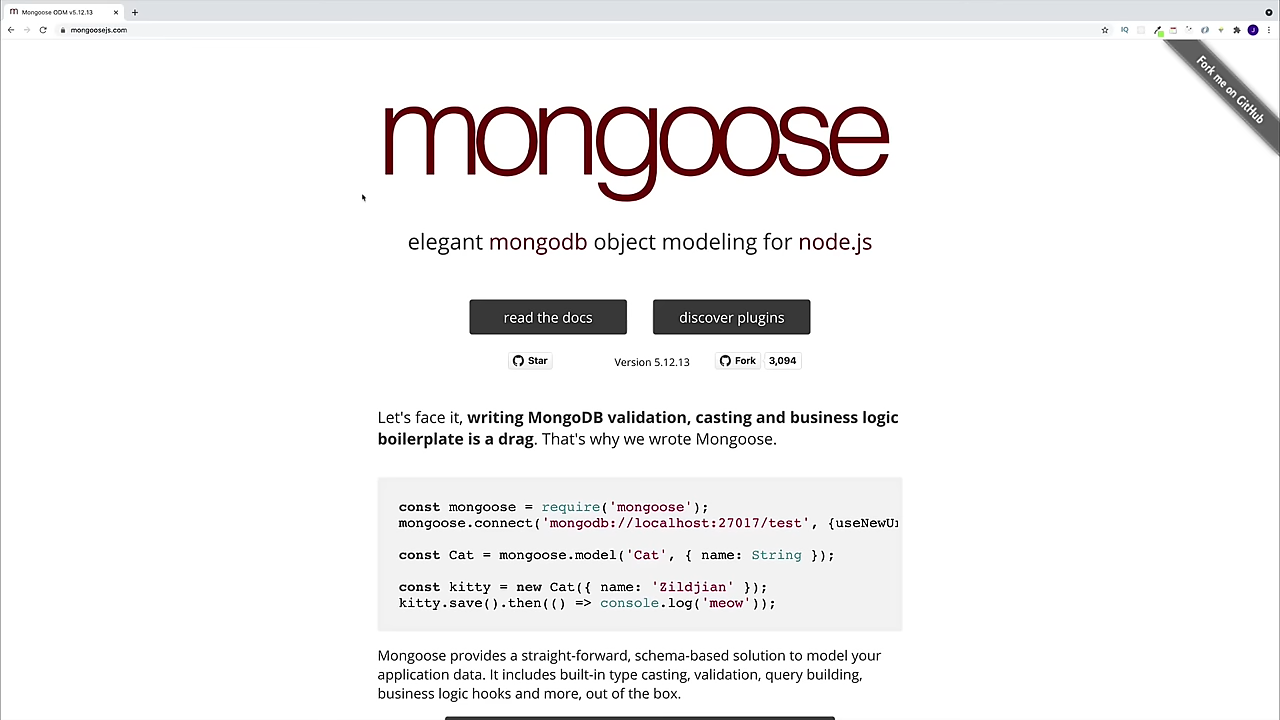 Mongoose ODM v5.12.13
mongoosejs.com
IQ
J
Fork me on GitHub
mongoose
elegant mongodb object modeling for node.js
read the docs
discover plugins
Star
Version 5.12.13
Fork
3,094
Let's face it, writing MongoDB validation, casting and business logic
boilerplate is a drag. That's why we wrote Mongoose.
const mongoose = require('mongoose');
mongoose.connect('mongodb://localhost:27017/test', {useNewU
const Cat = mongoose.model('Cat', { name: String });
const kitty = new Cat({ name: 'Zildjian' });
kitty.save().then(() => console.log('meow'));
Mongoose provides a straight-forward, schema-based solution to model your
application data. It includes built-in type casting, validation, query building,
business logic hooks and more, out of the box.